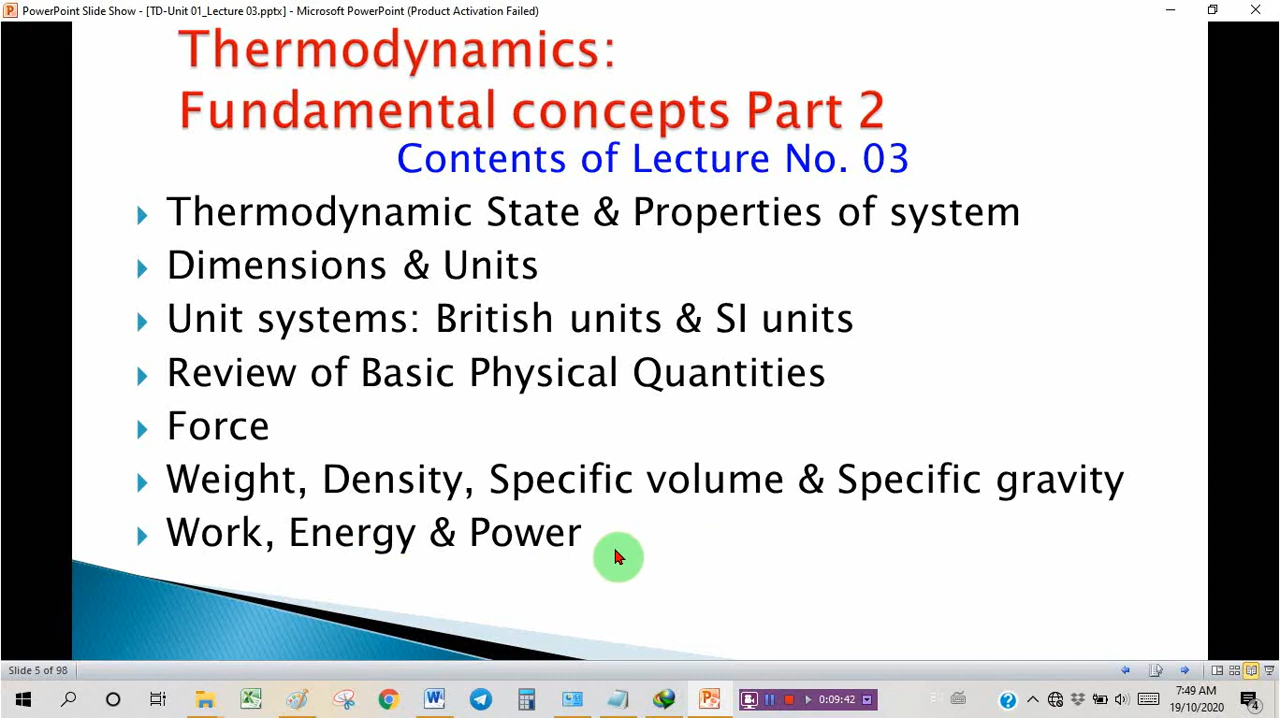 PowerPoint Slide Show - [TD-Unit 01_Lecture 03.pptx] - Microsoft PowerPoint (Product Activation Failed)
Thermodynamics:
Fundamental concepts Part 2
Contents of Lecture No. 03
Thermodynamic State & Properties of system
Dimensions & Units
Unit systems: British units & SI units
Review of Basic Physical Quantities
Force
Weight, Density, Specific volume & Specific gravity
Work, Energy & Power
Slide 5 of 98
0:09:42
7:49 AM
19/10/2020
4